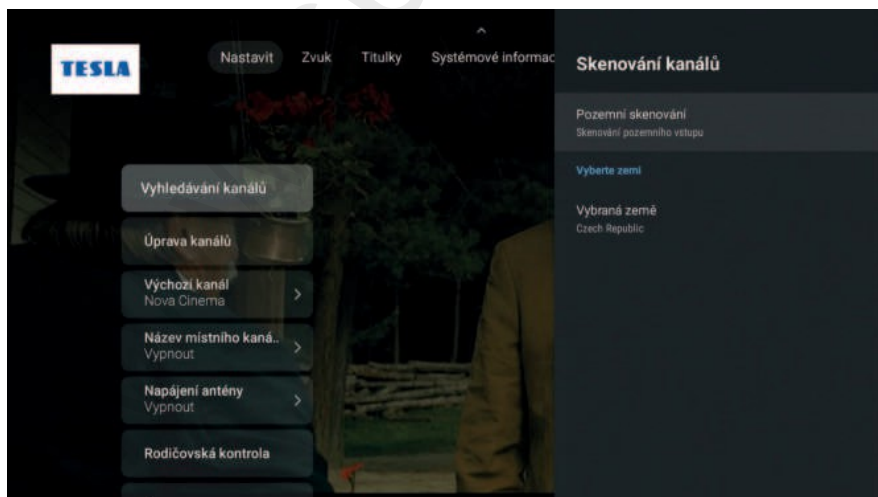 TESLA
Nastavit Zvuk Titulky Systémové informac
Vyhledávání kanálů
Úprava kanálů
Výchozí kanál
Nova Cinema
Název místního kaná..
Vypnout
Napájení antény
Vypnout
Rodičovská kontrola
Skenování kanálů
Pozemní skenování
Skenování pozemního vstupu
Vyberte zemi
Vybraná země
Czech Republic